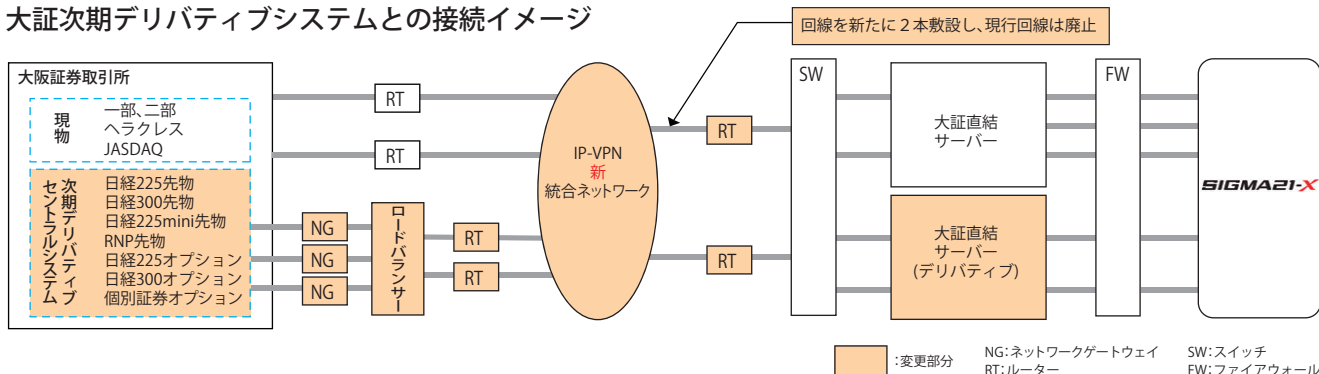 大証次期デリバティブシステムとの接続イメージ
回線を新たに２本敷設し、現行回線は廃止
大阪証券取引所
現物
一部、二部
ヘラクレス
JASDAQ
次期デリバティブ
セントラルシステム
日経225先物
日経300先物
日経225mini先物
RNP先物
日経225オプション
日経300オプション
個別証券オプション
NG
NG
NG
ロードバランサー
RT
RT
RT
RT
IP-VPN
新
統合ネットワーク
RT
RT
SW
大証直結
サーバー
大証直結
サーバー
(デリバティブ)
FW
SIGMA21-X
:変更部分
NG:ネットワークゲートウェイ
RT:ルーター
SW:スイッチ
FW:ファイアウォール